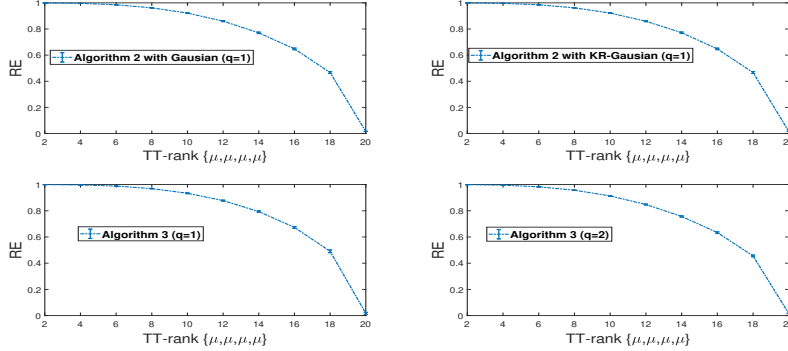 1
0.8
0.6
0.4
0.2
0
RE
Algorithm 2 with Gausian (q=1)
2 4 6 8 10 12 14 16 18 20
TT-rank {μ,μ,μ,μ}
1
0.8
0.6
0.4
0.2
0
RE
Algorithm 2 with KR-Gausian (q=1)
2 4 6 8 10 12 14 16 18
TT-rank {μ,μ,μ,μ}
1
0.8
0.6
0.4
0.2
0
RE
Algorithm 3 (q=1)
2 4 6 8 10 12 14 16 18 20
TT-rank {μ,μ,μ,μ}
1
0.8
0.6
0.4
0.2
0
RE
Algorithm 3 (q=2)
2 4 6 8 10 12 14 16 18
TT-rank {μ,μ,μ,μ}